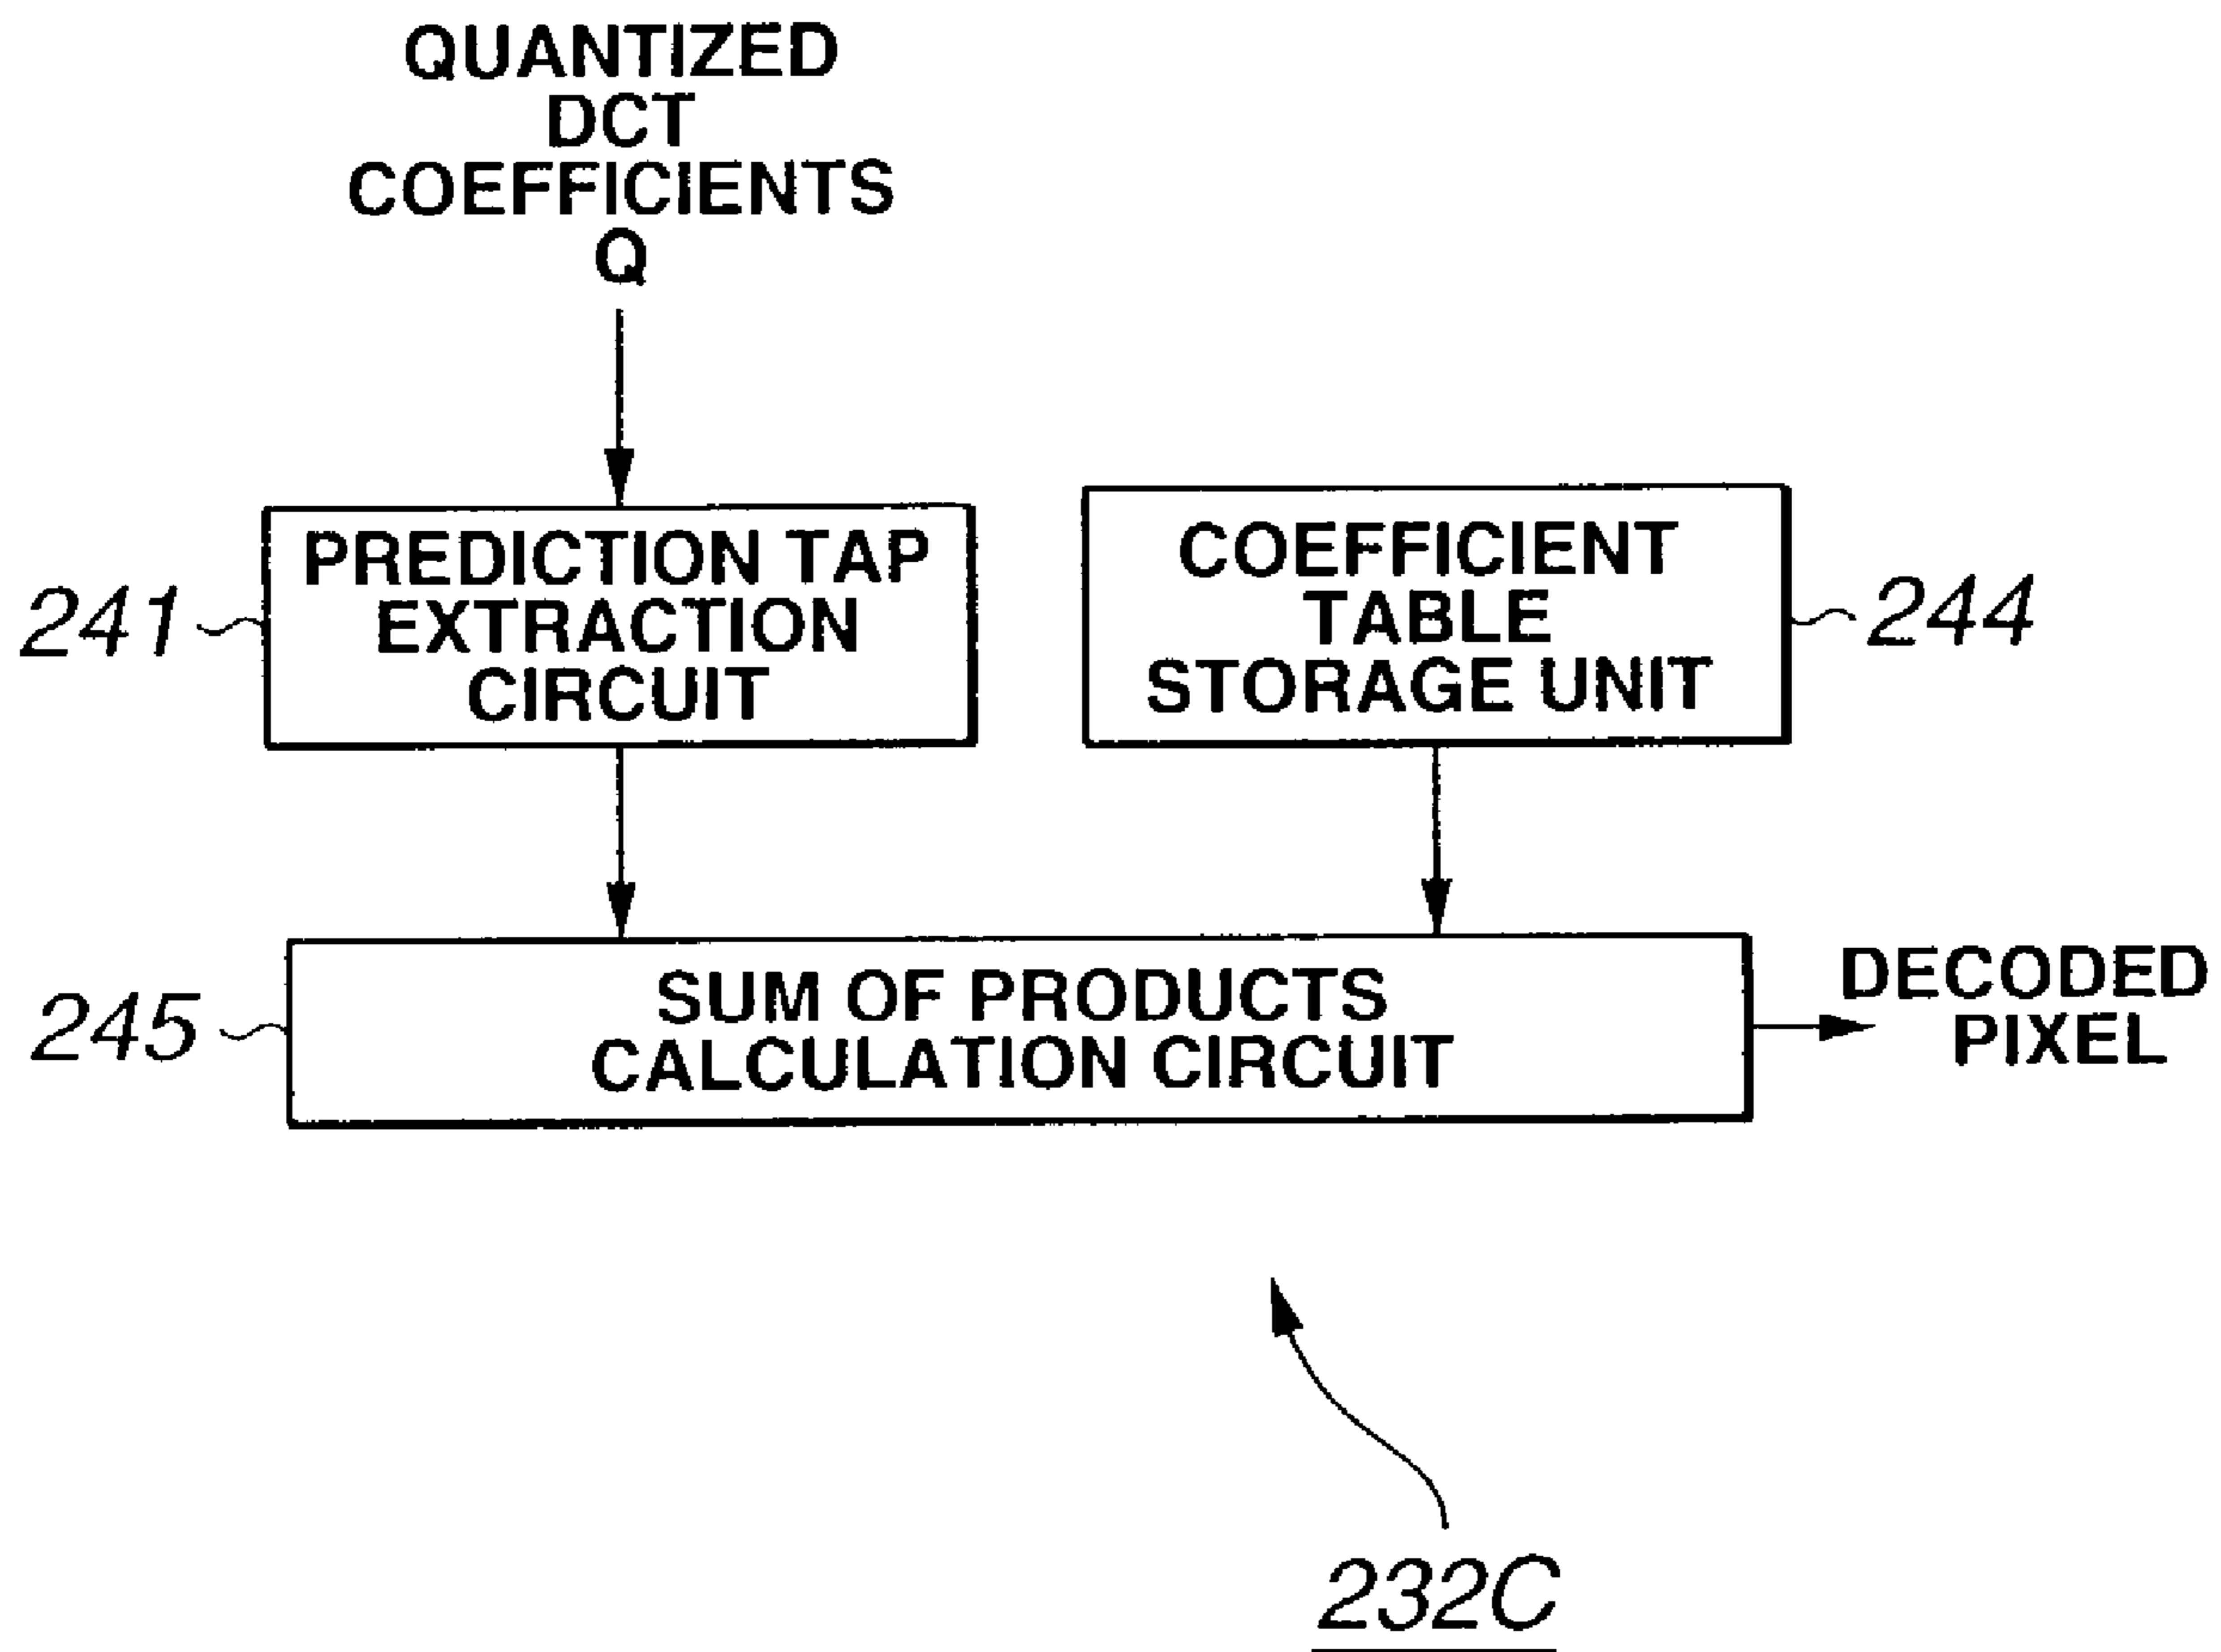 QUANTIZED
DCT
COEFFICIENTS
Q
PREDICTION TAP
EXTRACTION
CIRCUIT
241
COEFFICIENT
TABLE
STORAGE UNIT
244
SUM OF PRODUCTS
CALCULATION CIRCUIT
245
DECODED
PIXEL
232C